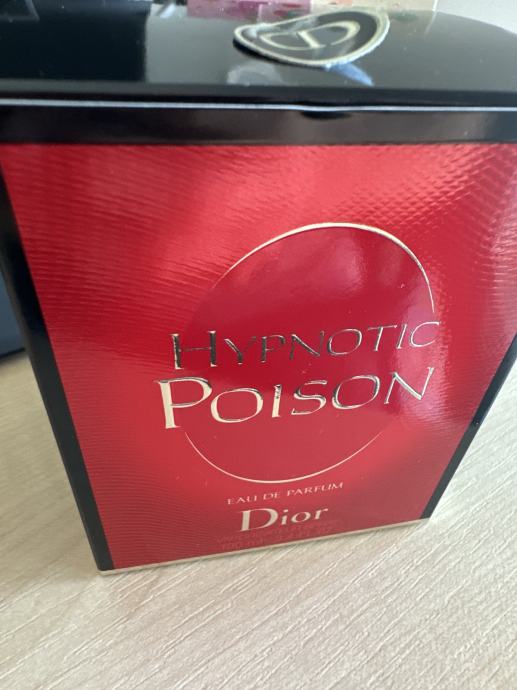 HYPNOTIC
POISON
EAU DE PARFUM
Dior